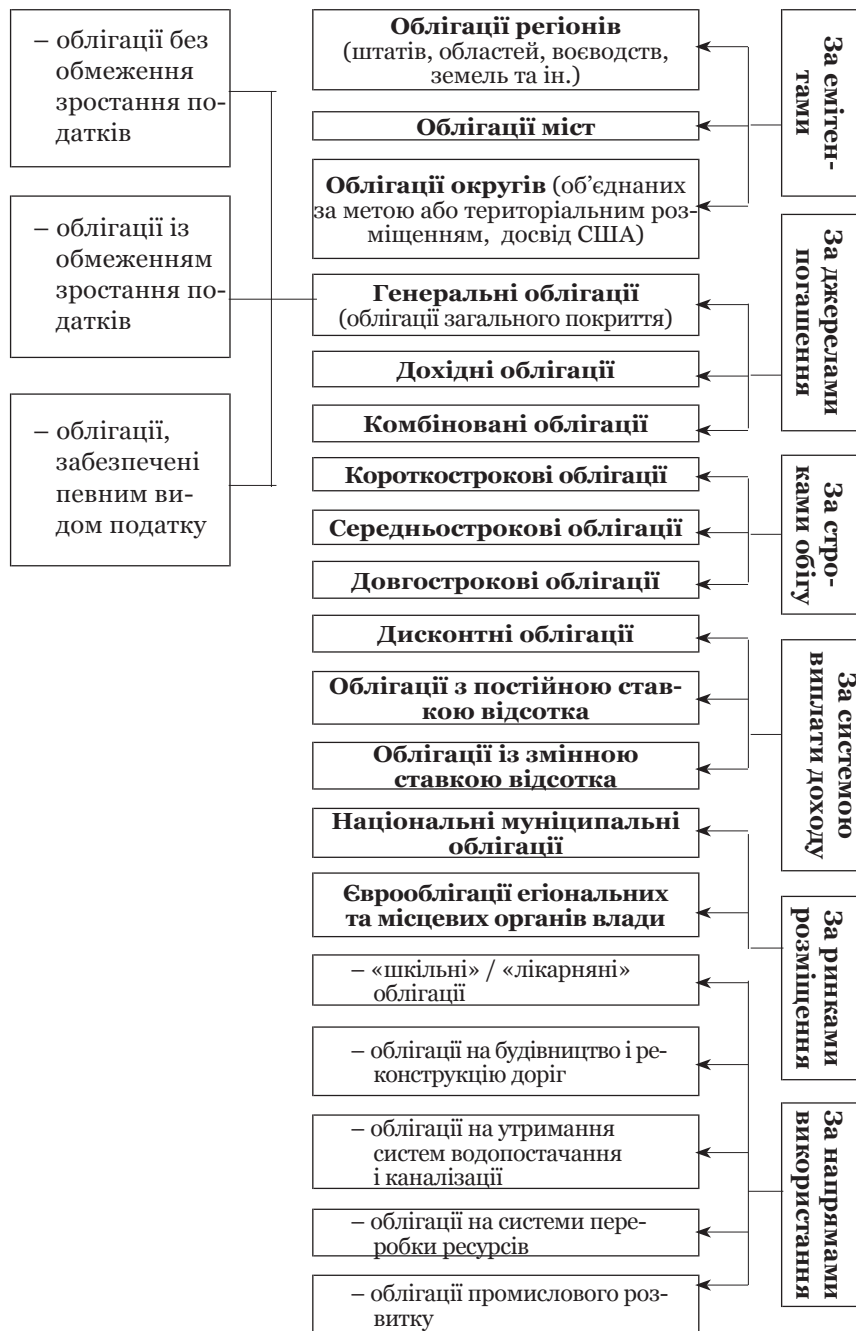 – облігації без
обмеження
зростання по-
датків
– облігації із
обмеженням
зростання по-
датків
– облігації,
забезпечені
певним ви-
дом податку
Облігації регіонів
(штатів, областей, воєводств,
земель та ін.)
Облігації міст
Облігації округів (об’єднаних
за метою або територіальним роз-
міщенням, досвід США)
Генеральні облігації
(облігації загального покриття)
Дохідні облігації
Комбіновані облігації
Короткострокові облігації
Середньострокові облігації
Довгострокові облігації
Дисконтні облігації
Облігації з постійною став-
кою відсотка
Облігації із змінною
ставкою відсотка
Національні муніципальні
облігації
Єврооблігації егіональних
та місцевих органів влади
– «шкільні» / «лікарняні»
облігації
– облігації на будівництво і ре-
конструкцію доріг
– облігації на утримання
систем водопостачання
і каналізації
– облігації на системи пере-
робки ресурсів
– облігації промислового роз-
витку
За емітен-
тами
За джерелами
погашення
За стро-
ками обігу
За системою
виплати доходу
За ринками
розміщення
За напрямами
використання